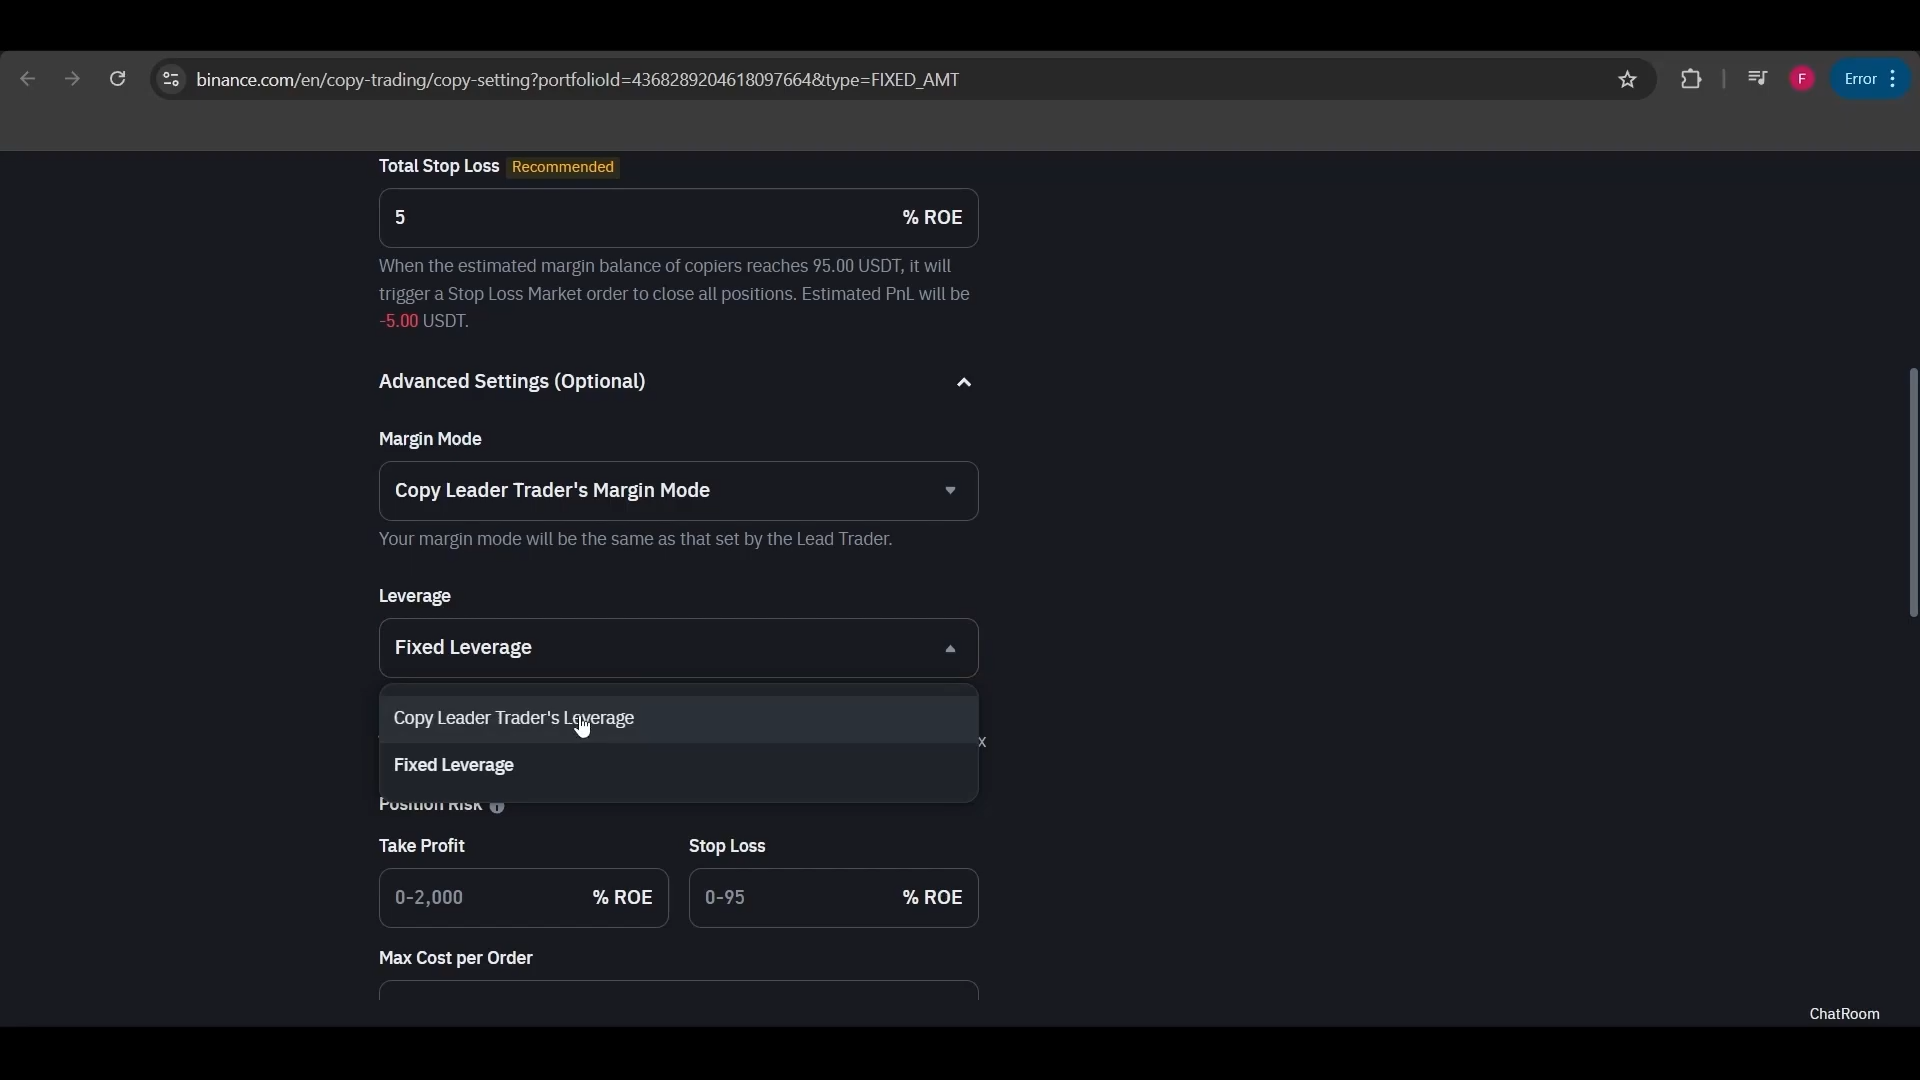 binance.com/en/copy-trading/copy-setting?portfolioId=4368289204618097664&type=FIXED_AMT
F
Error
Total Stop Loss Recommended
5 % ROE
When the estimated margin balance of copiers reaches 95.00 USDT, it will
trigger a Stop Loss Market order to close all positions. Estimated PnL will be
-5.00 USDT.
Advanced Settings (Optional)
Margin Mode
Copy Leader Trader's Margin Mode
Your margin mode will be the same as that set by the Lead Trader.
Leverage
Fixed Leverage
Copy Leader Trader's Leverage
x
Fixed Leverage
Position Risk
Take Profit Stop Loss
0-2,000 % ROE 0-95 % ROE
Max Cost per Order
ChatRoom